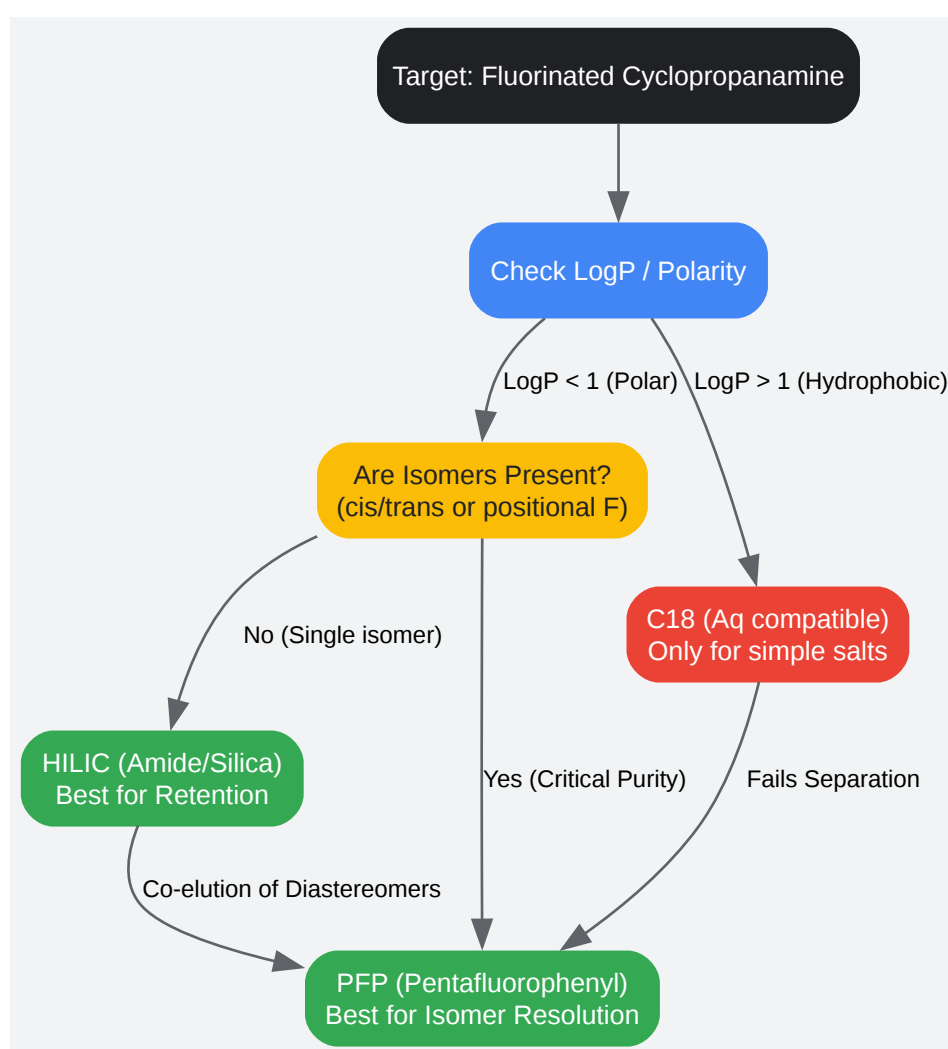 Target: Fluorinated Cyclopropanamine
Check LogP / Polarity
LogP < 1 (Polar)
LogP > 1 (Hydrophobic)
Are Isomers Present?
(cis/trans or positional F)
C18 (Aq compatible)
Only for simple salts
No (Single isomer)
HILIC (Amide/Silica)
Best for Retention
Yes (Critical Purity)
Fails Separation
Co-elution of Diastereomers
PFP (Pentafluorophenyl)
Best for Isomer Resolution